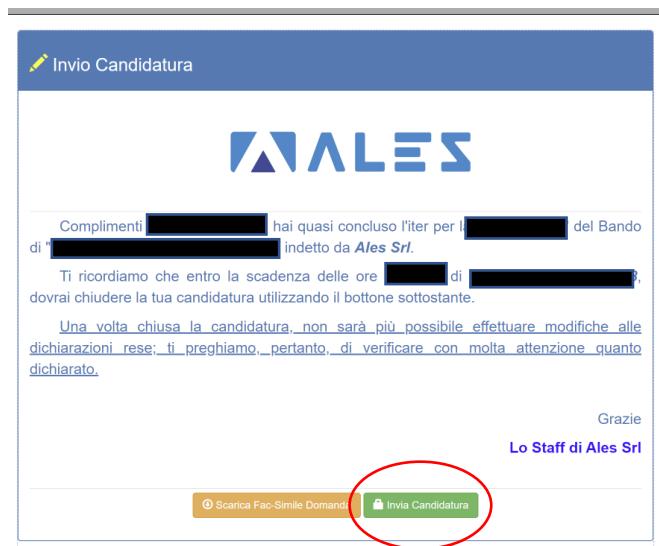 Invio Candidatura
ALES
Complimenti hai quasi concluso l'iter per l del Bando
di " indetto da Ales Srl.
Ti ricordiamo che entro la scadenza delle ore di
dovrai chiudere la tua candidatura utilizzando il bottone sottostante.
Una volta chiusa la candidatura, non sarà più possibile effettuare modifiche alle
dichiarazioni rese; ti preghiamo, pertanto, di verificare con molta attenzione quanto
dichiarato.
Grazie
Lo Staff di Ales Srl
Scarica Fac-Simile Domanda Invia Candidatura